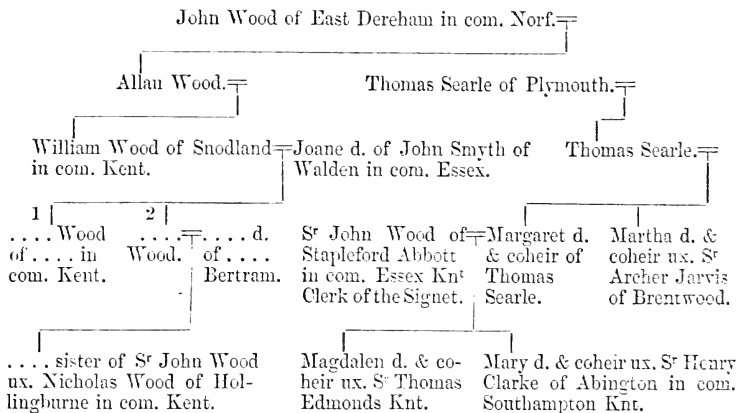 John Wood of East Dereham in com. Norf.
Allan Wood.
Thomas Searle of Plymouth.
William Wood of Snodland
in com. Kent.
Joane d. of John Smyth of
Walden in com. Essex.
Thomas Searle.
1
. . . . Wood
of . . . . in
com. Kent.
2
. . . .
Wood.
. . . . d.
of . . . .
Bertram.
Sr John Wood of
Stapleford Abbott
in com. Essex Knt
Clerk of the Signet.
Margaret d.
& coheir of
Thomas
Searle.
Martha d. &
coheir ux. Sr
Archer Jarvis
of Brentwood.
. . . . sister of Sr John Wood
ux. Nicholas Wood of Hol-
lingburne in com. Kent.
Magdalen d. & co-
heir ux. Sr Thomas
Edmonds Knt.
Mary d. & coheir ux. Sr Henry
Clarke of Abington in com.
Southampton Knt.